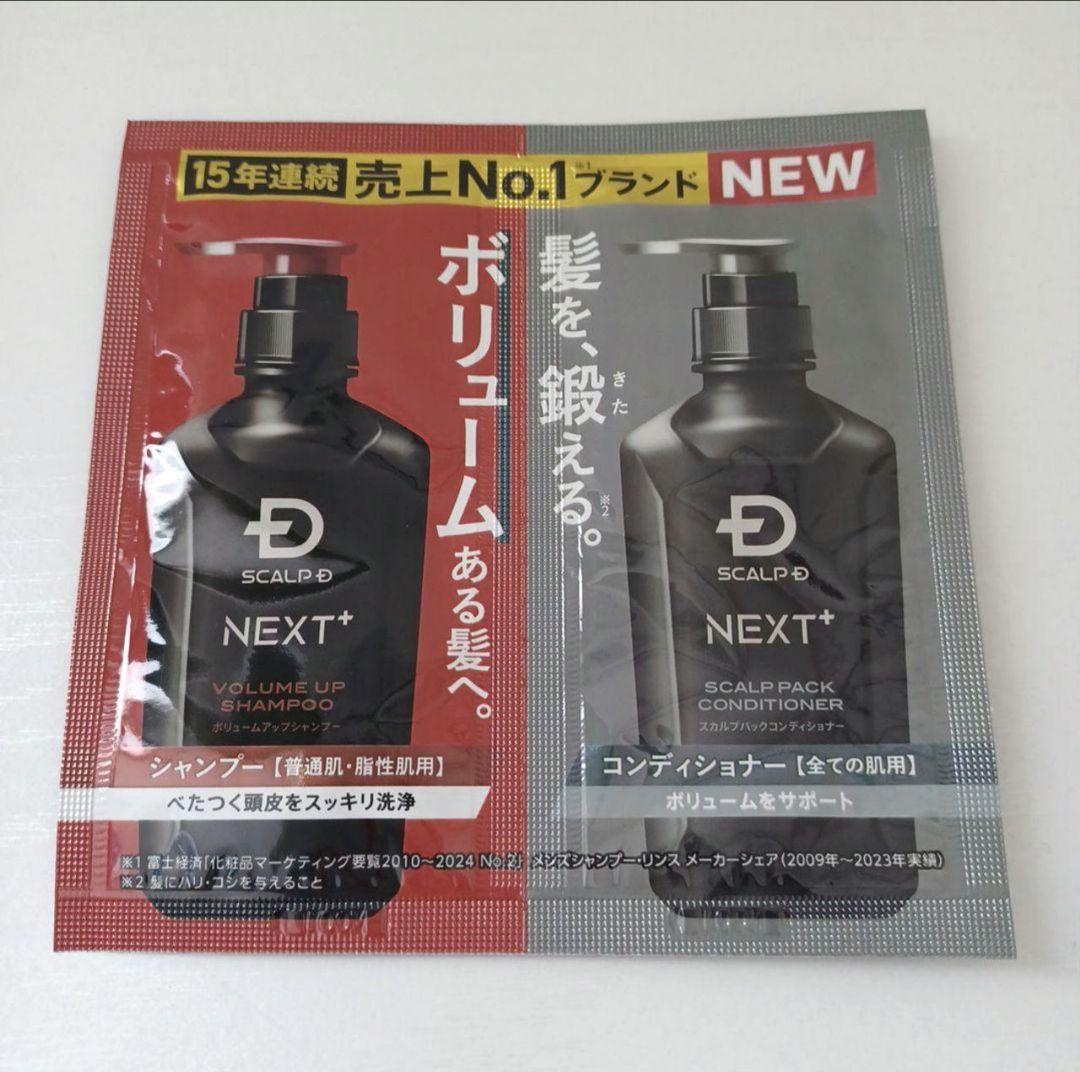 15年連続 売上No.1※1ブランド NEW
髪を、鍛える。※2
きた
ボリュームある髪へ。
Đ
SCALP Đ
NEXT+
VOLUME UP
SHAMPOO
ボリュームアップシャンプー
シャンプー【普通肌・脂性肌用】
べたつく頭皮をスッキリ洗浄
Đ
SCALP Đ
NEXT+
SCALP PACK
CONDITIONER
スカルプパックコンディショナー
コンディショナー【全ての肌用】
ボリュームをサポート
※1 富士経済「化粧品マーケティング要覧2010〜2024 No.2」 メンズシャンプー・リンス メーカーシェア(2009年〜2023年実績)
※2 髪にハリ・コシを与えること